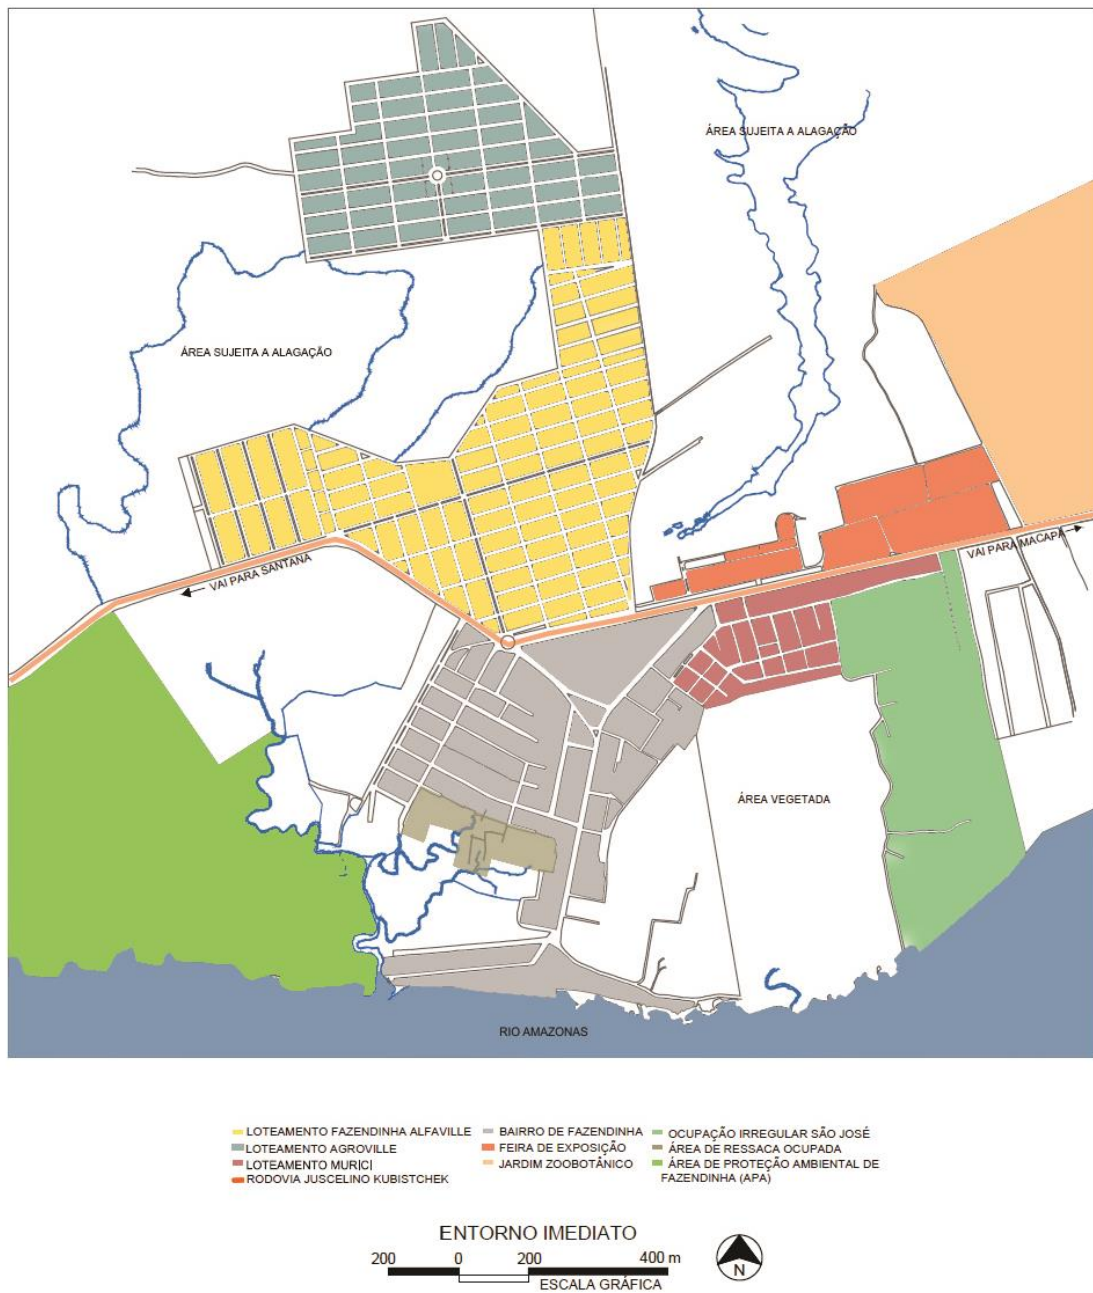 ÁREA SUJEITA A ALAGAÇÃO
ÁREA SUJEITA A ALAGAÇÃO
VAI PARA SANTANA
VAI PARA MACAPÁ
ÁREA VEGETADA
RIO AMAZONAS
LOTEAMENTO FAZENDINHA ALFAVILLE
LOTEAMENTO AGROVILLE
LOTEAMENTO MURICI
RODOVIA JUSCELINO KUBISTCHEK
BAIRRO DE FAZENDINHA
FEIRA DE EXPOSIÇÃO
JARDIM ZOOBOTÂNICO
OCUPAÇÃO IRREGULAR SÃO JOSÉ
ÁREA DE RESSACA OCUPADA
ÁREA DE PROTEÇÃO AMBIENTAL DE
FAZENDINHA (APA)
ENTORNO IMEDIATO
200 0 200 400 m
ESCALA GRÁFICA
N